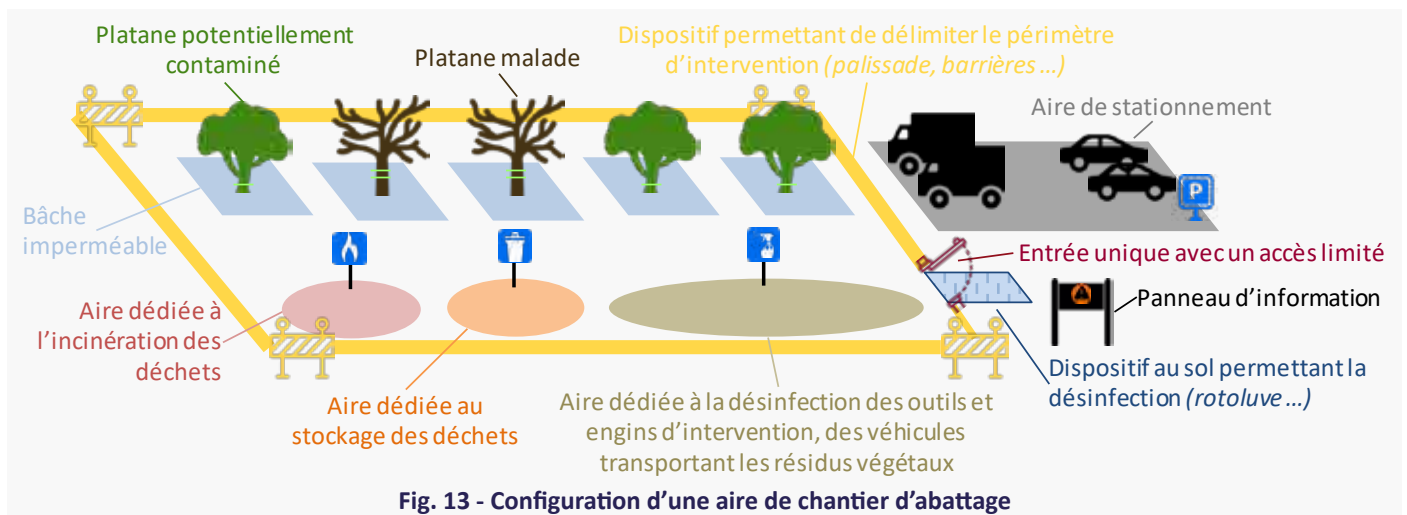 Platane potentiellement
contaminé
Platane malade
Dispositif permettant de délimiter le périmètre
d'intervention (palissade, barrières ...)
Aire de stationnement
P
Bâche
imperméable
Entrée unique avec un accès limité
Panneau d'information
Aire dédiée à
l'incinération des
déchets
Aire dédiée au
stockage des déchets
Aire dédiée à la désinfection des outils et
engins d'intervention, des véhicules
transportant les résidus végétaux
Dispositif au sol permettant la
désinfection (rotoluve ...)
Fig. 13 - Configuration d'une aire de chantier d'abattage